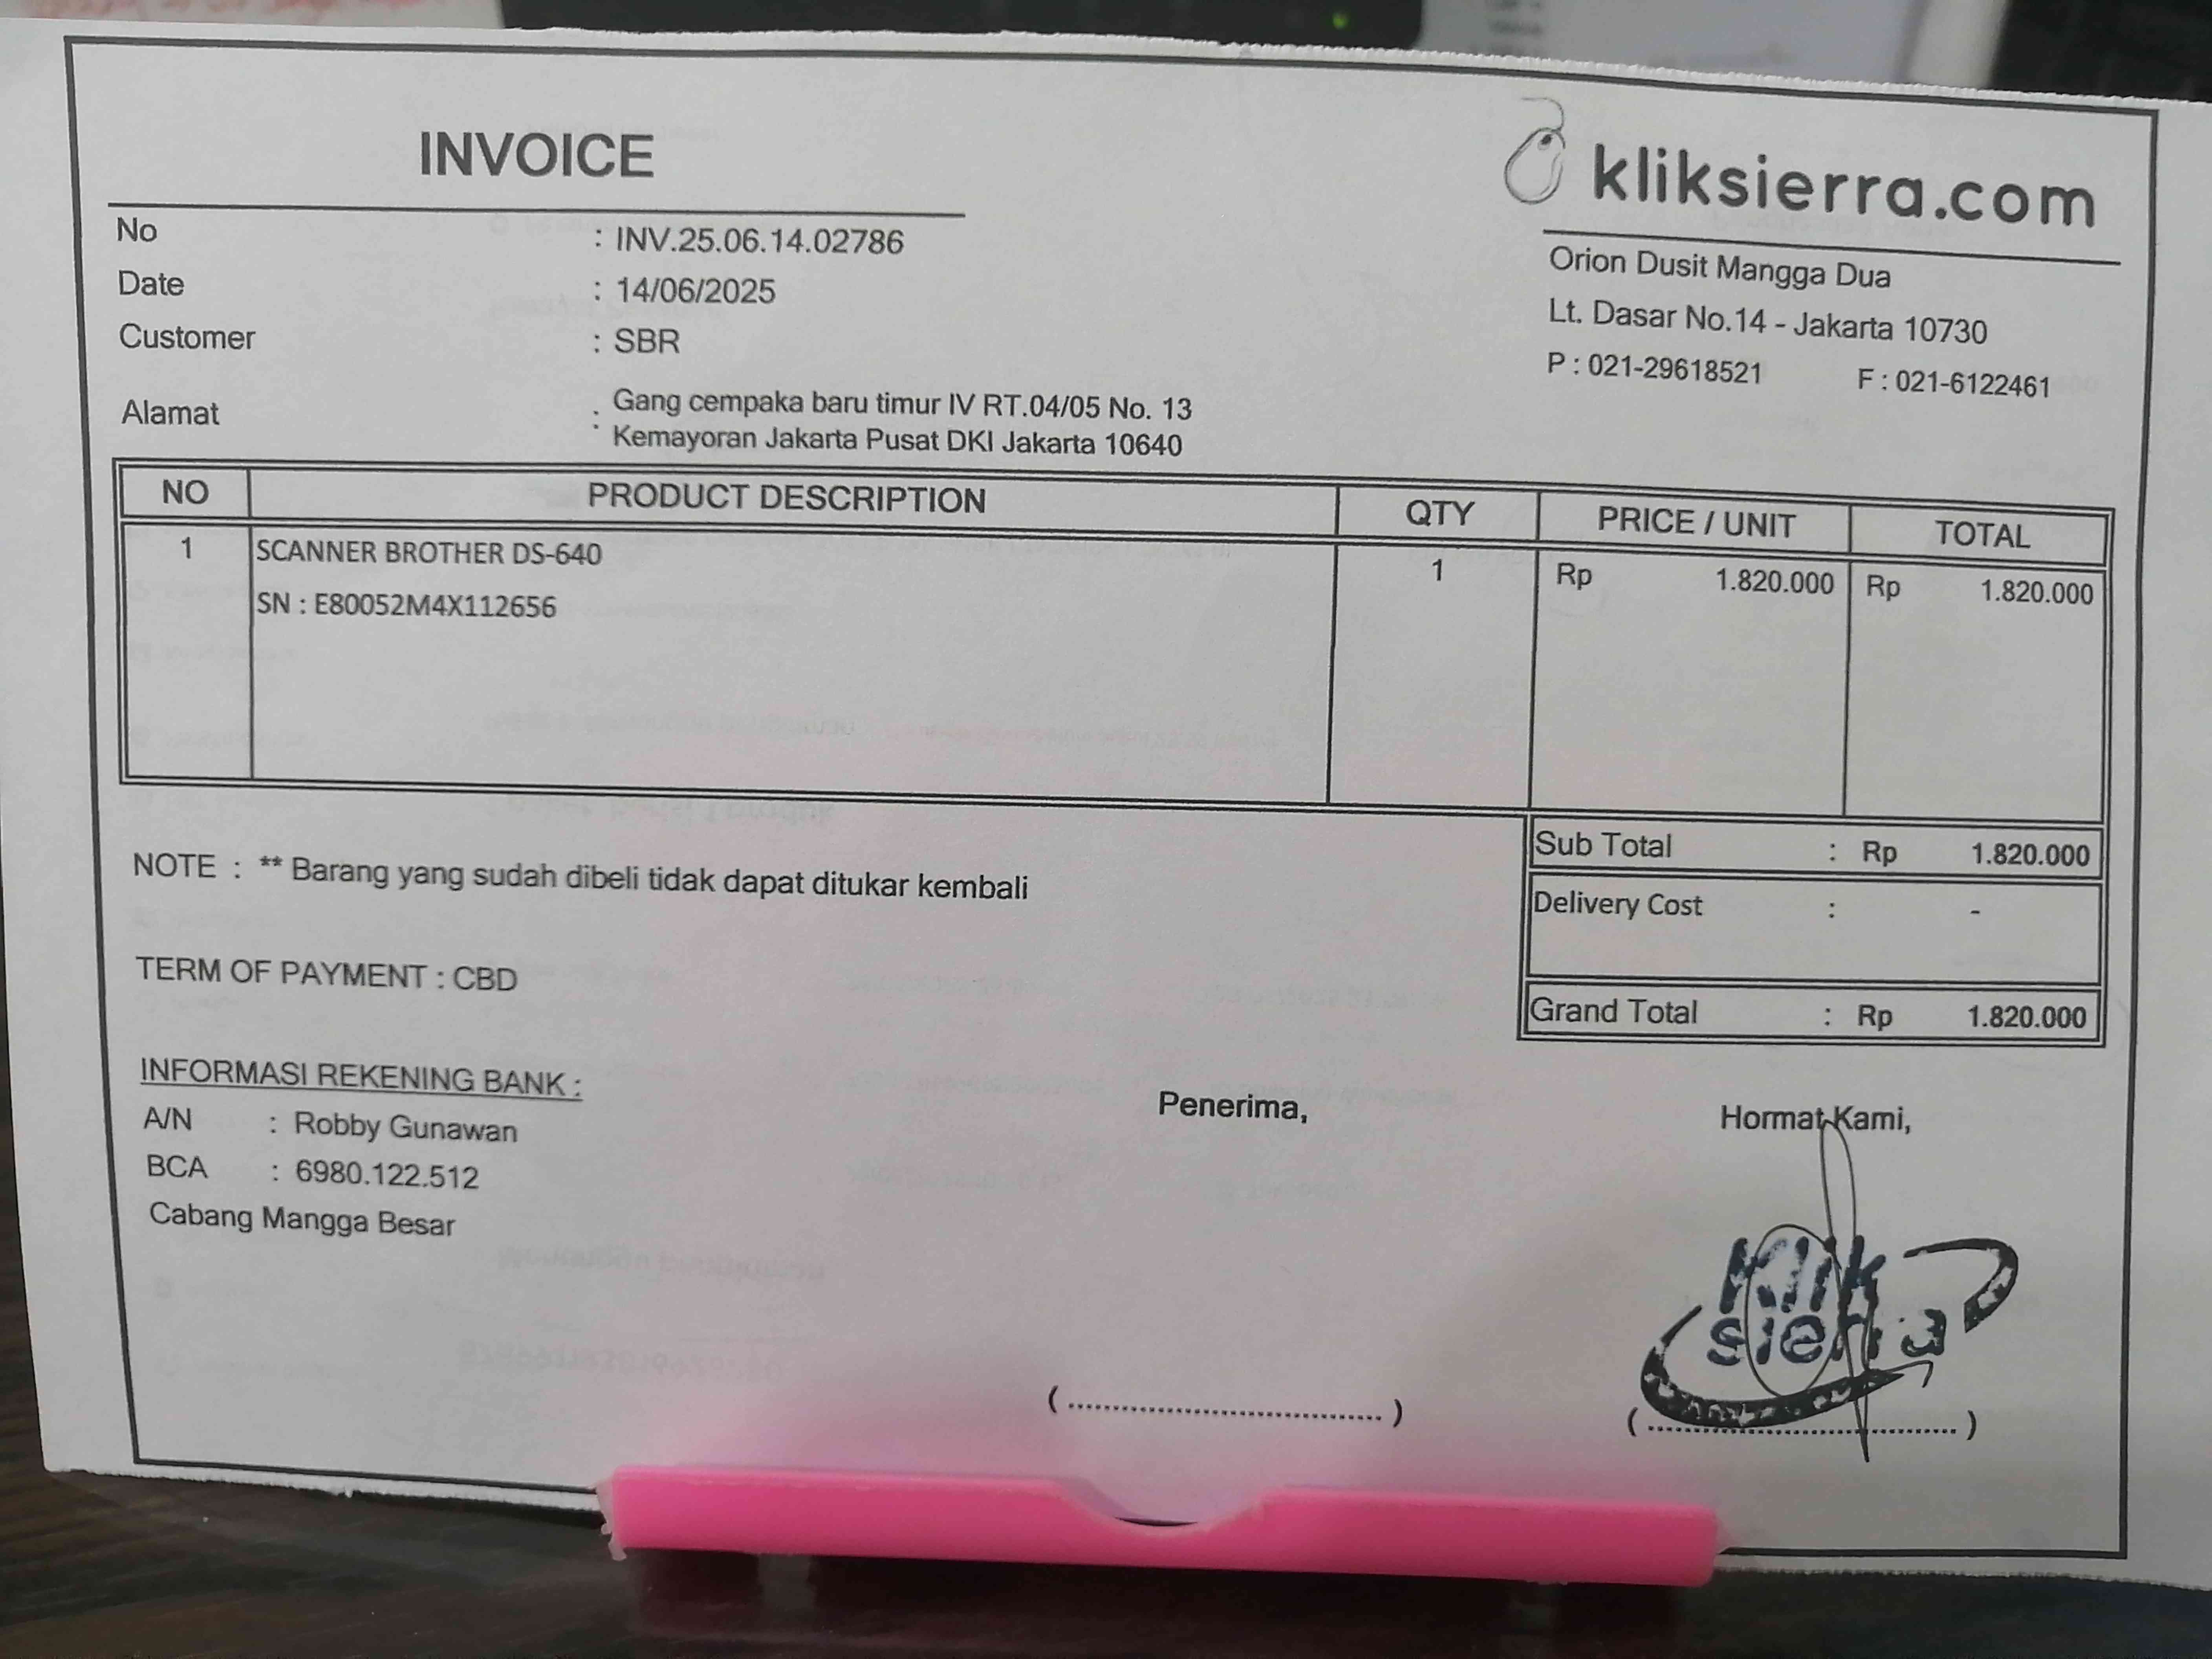 INVOICE
kliksierra.com
Orion Dusit Mangga Dua
Lt. Dasar No.14 - Jakarta 10730
P : 021-29618521 F : 021-6122461
No : INV.25.06.14.02786
Date : 14/06/2025
Customer : SBR
Alamat : Gang cempaka baru timur IV RT.04/05 No. 13
Kemayoran Jakarta Pusat DKI Jakarta 10640
NO PRODUCT DESCRIPTION QTY PRICE / UNIT TOTAL
1 SCANNER BROTHER DS-640 1 Rp 1.820.000 Rp 1.820.000
SN : E80052M4X112656
Sub Total : Rp 1.820.000
Delivery Cost : -
Grand Total : Rp 1.820.000
NOTE : ** Barang yang sudah dibeli tidak dapat ditukar kembali
TERM OF PAYMENT : CBD
INFORMASI REKENING BANK :
A/N : Robby Gunawan
BCA : 6980.122.512
Cabang Mangga Besar
Penerima,
(.......................................)
Hormat Kami,
Klik
sierra
(.......................................)